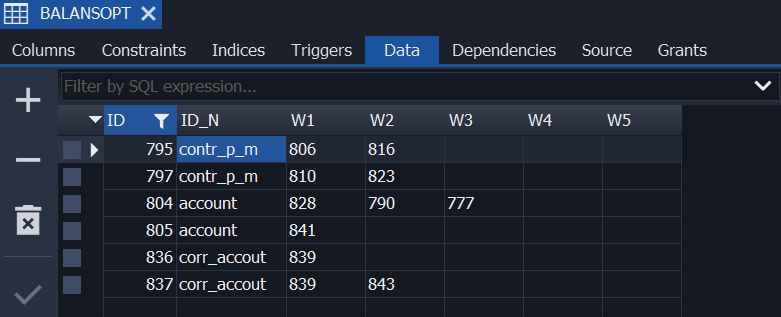 BALANSOPT
Columns Constraints Indices Triggers Data Dependencies Source Grants
Filter by SQL expression...
ID ID_N W1 W2 W3 W4 W5
795 contr_p_m 806 816
797 contr_p_m 810 823
804 account 828 790 777
805 account 841
836 corr_accout 839
837 corr_accout 839 843